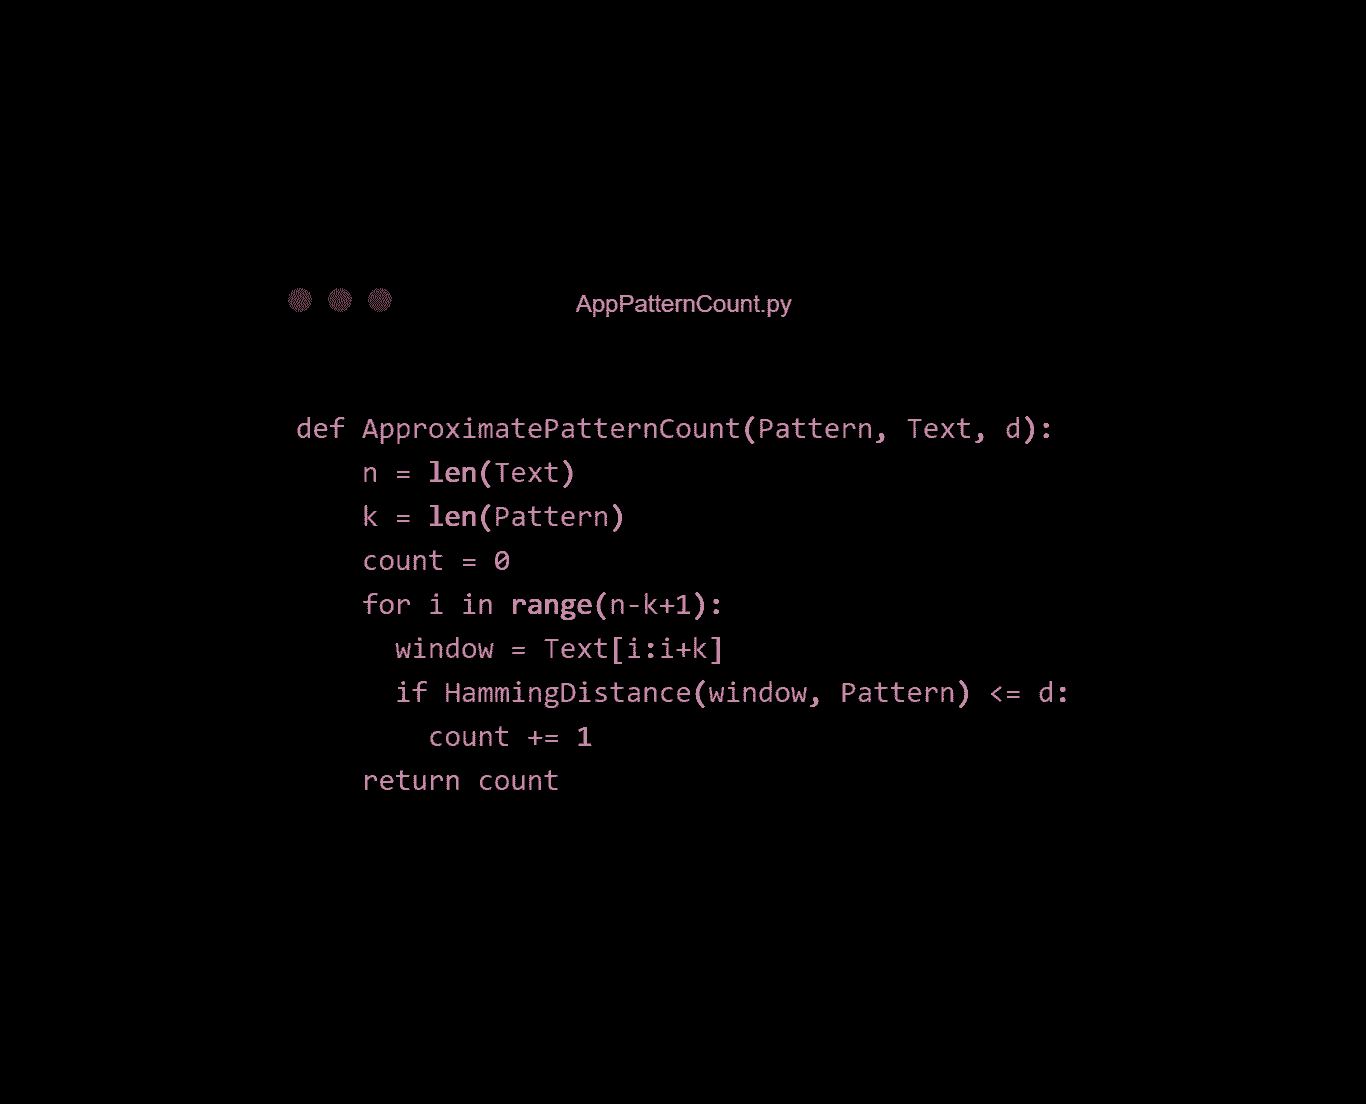 AppPatternCount.py
def ApproximatePatternCount(Pattern, Text, d):
    n = len(Text)
    k = len(Pattern)
    count = 0
    for i in range(n-k+1):
      window = Text[i:i+k]
      if HammingDistance(window, Pattern) <= d:
        count += 1
    return count